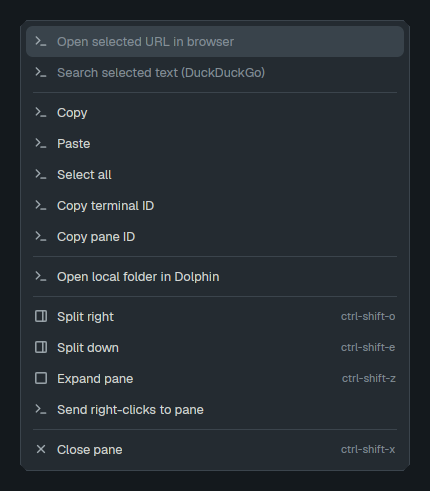 Open selected URL in browser
Search selected text (DuckDuckGo)
Copy
Paste
Select all
Copy terminal ID
Copy pane ID
Open local folder in Dolphin
Split right ctrl-shift-o
Split down ctrl-shift-e
Expand pane ctrl-shift-z
Send right-clicks to pane
Close pane ctrl-shift-x